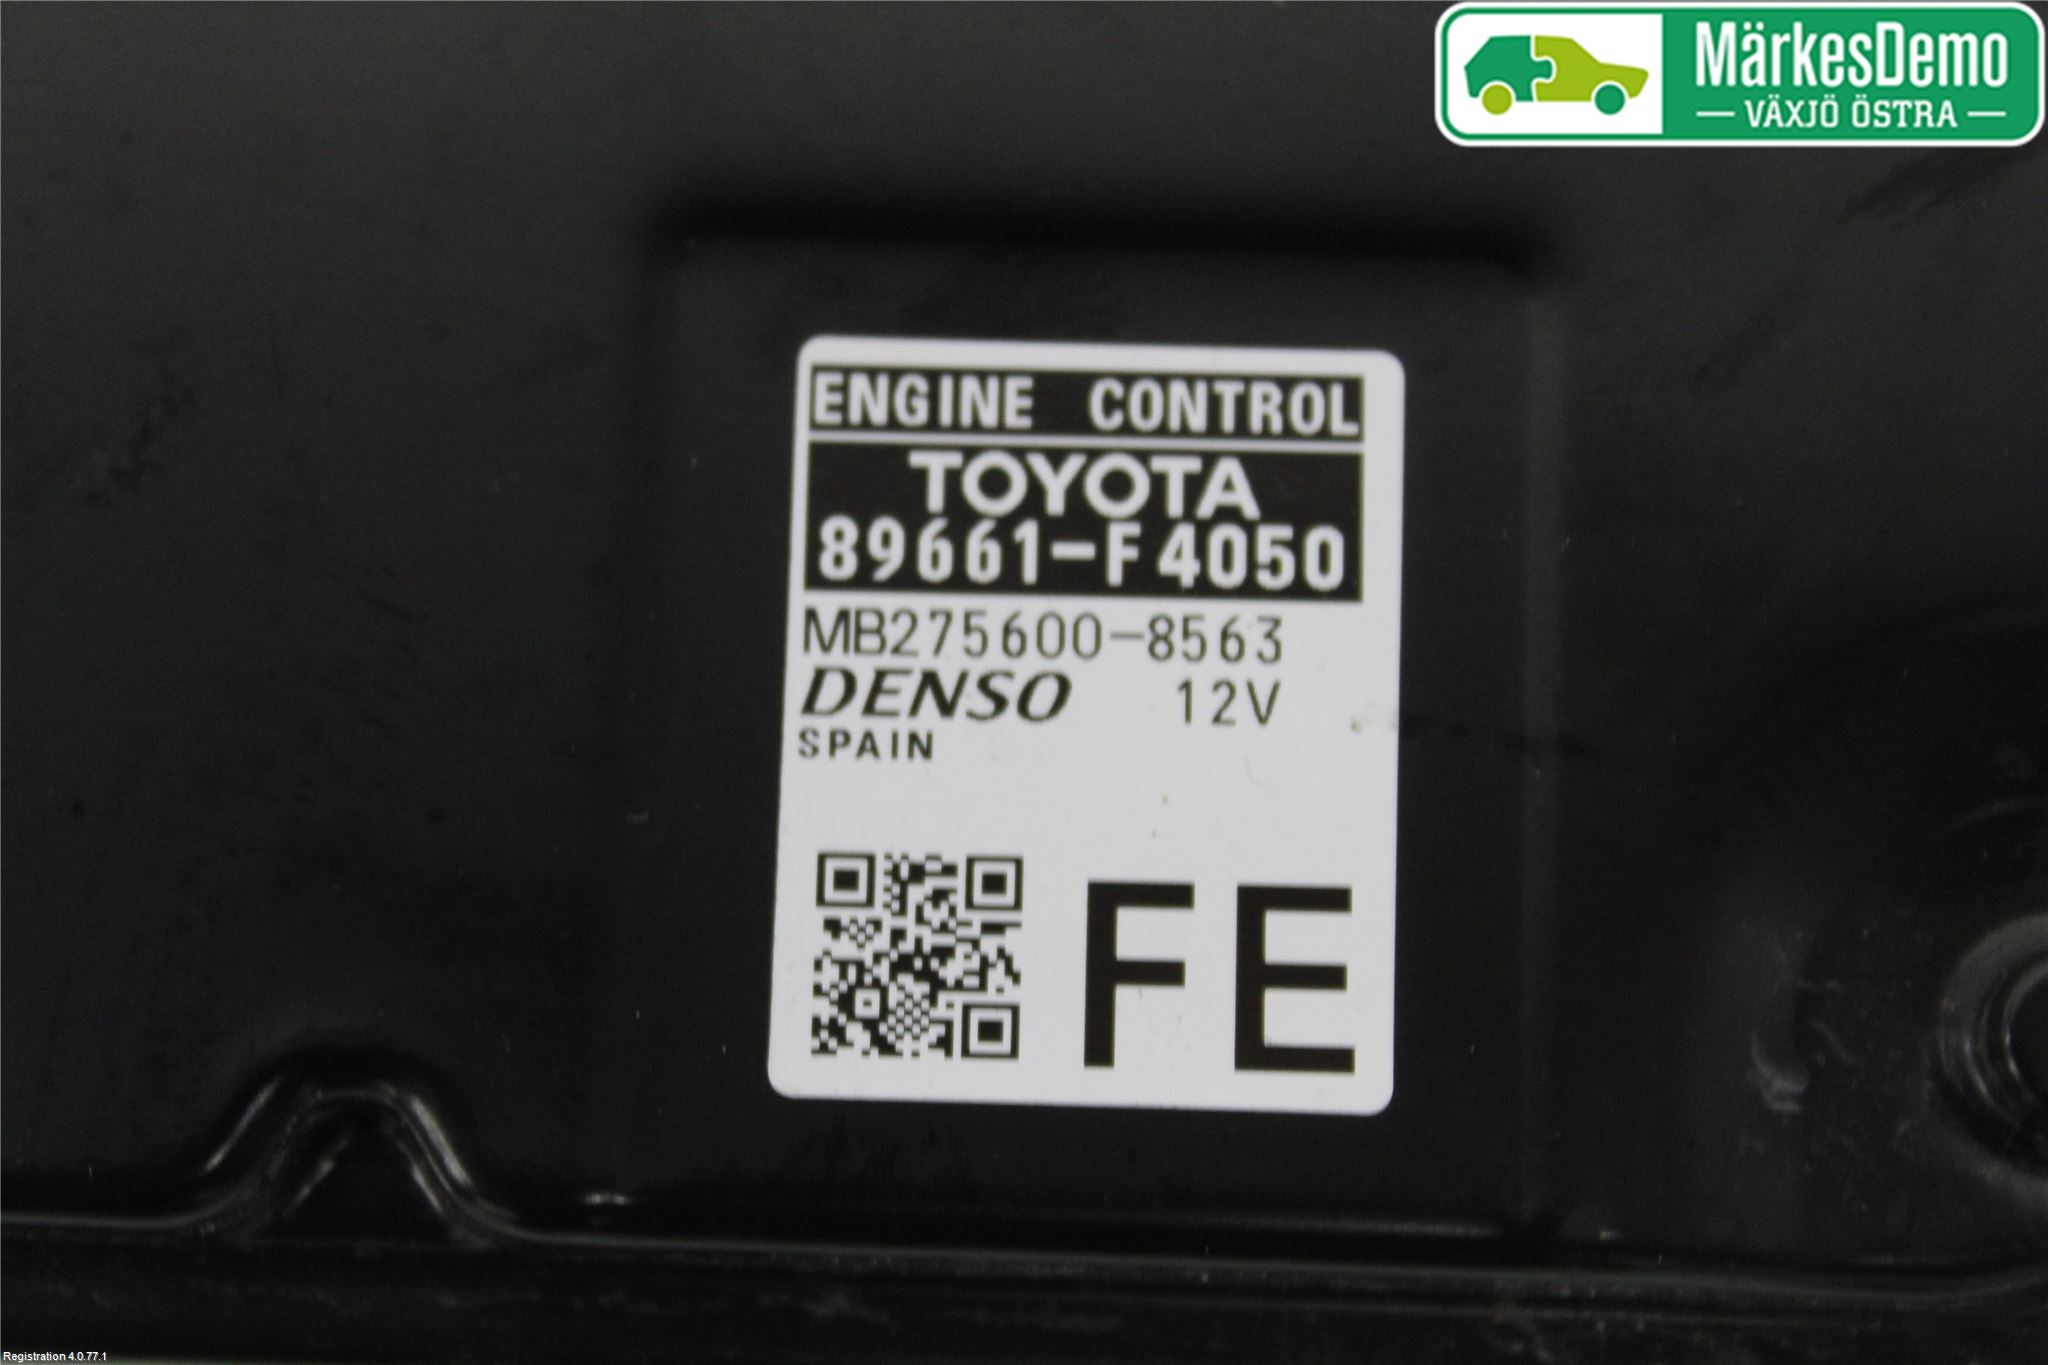 MärkesDemo
— VÄXJÖ ÖSTRA —
ENGINE CONTROL
TOYOTA
89661-F4050
MB275600-8563
DENSO 12V
SPAIN
FE
Registration 4.0.77.1